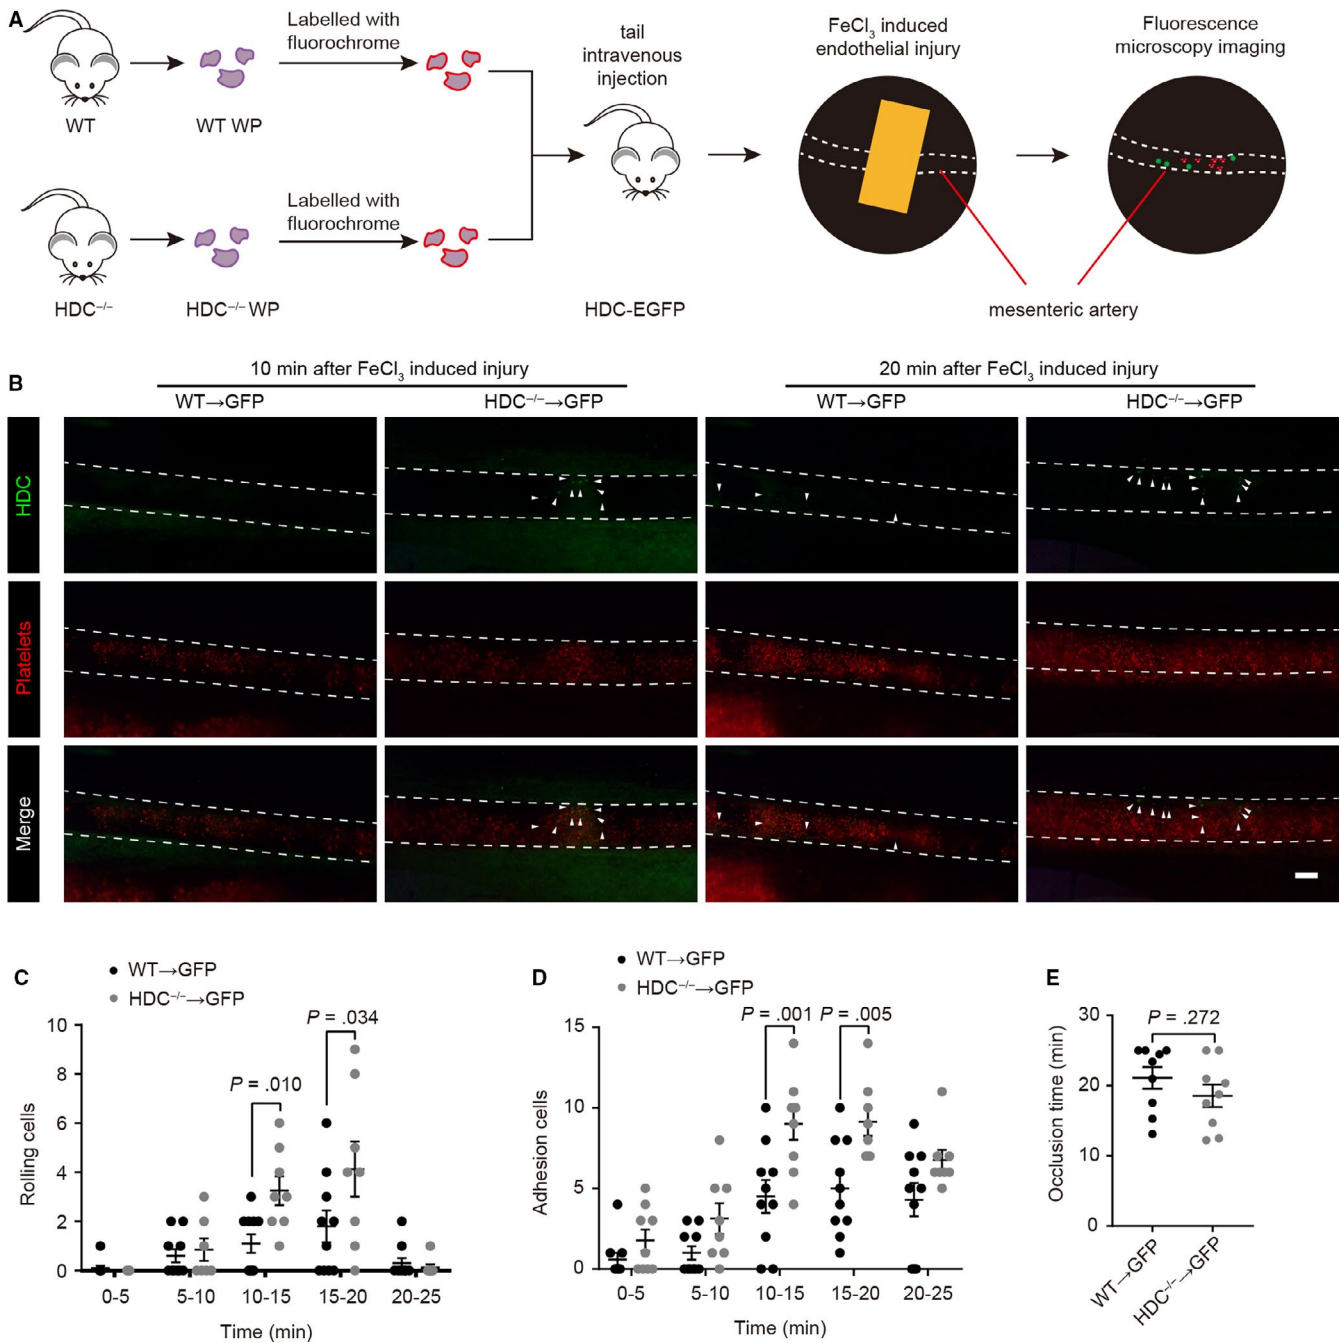 A
WT
WT WP
Labelled with
fluorochrome
HDC⁻/⁻
HDC⁻/⁻ WP
Labelled with
fluorochrome
tail
intravenous
injection
HDC-EGFP
FeCl₃ induced
endothelial injury
Fluorescence
microscopy imaging
mesenteric artery
B
10 min after FeCl₃ induced injury
20 min after FeCl₃ induced injury
WT→GFP
HDC⁻/⁻→GFP
WT→GFP
HDC⁻/⁻→GFP
HDC
Platelets
Merge
C
WT→GFP
HDC⁻/⁻→GFP
Rolling cells
10
8
6
4
2
0
P = .010
P = .034
0-5
5-10
10-15
15-20
20-25
Time (min)
D
WT→GFP
HDC⁻/⁻→GFP
Adhesion cells
15
10
5
0
P = .001
P = .005
0-5
5-10
10-15
15-20
20-25
Time (min)
E
Occlusion time (min)
30
20
10
0
P = .272
WT→GFP
HDC⁻/⁻→GFP